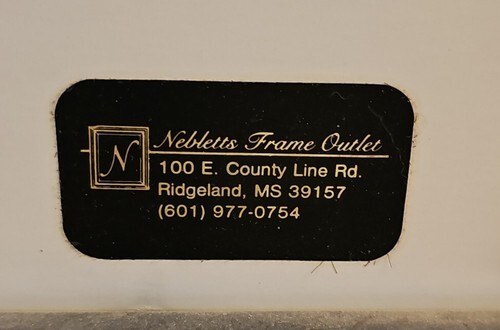 N
Nebletts Frame Outlet
100 E. County Line Rd.
Ridgeland, MS 39157
(601) 977-0754